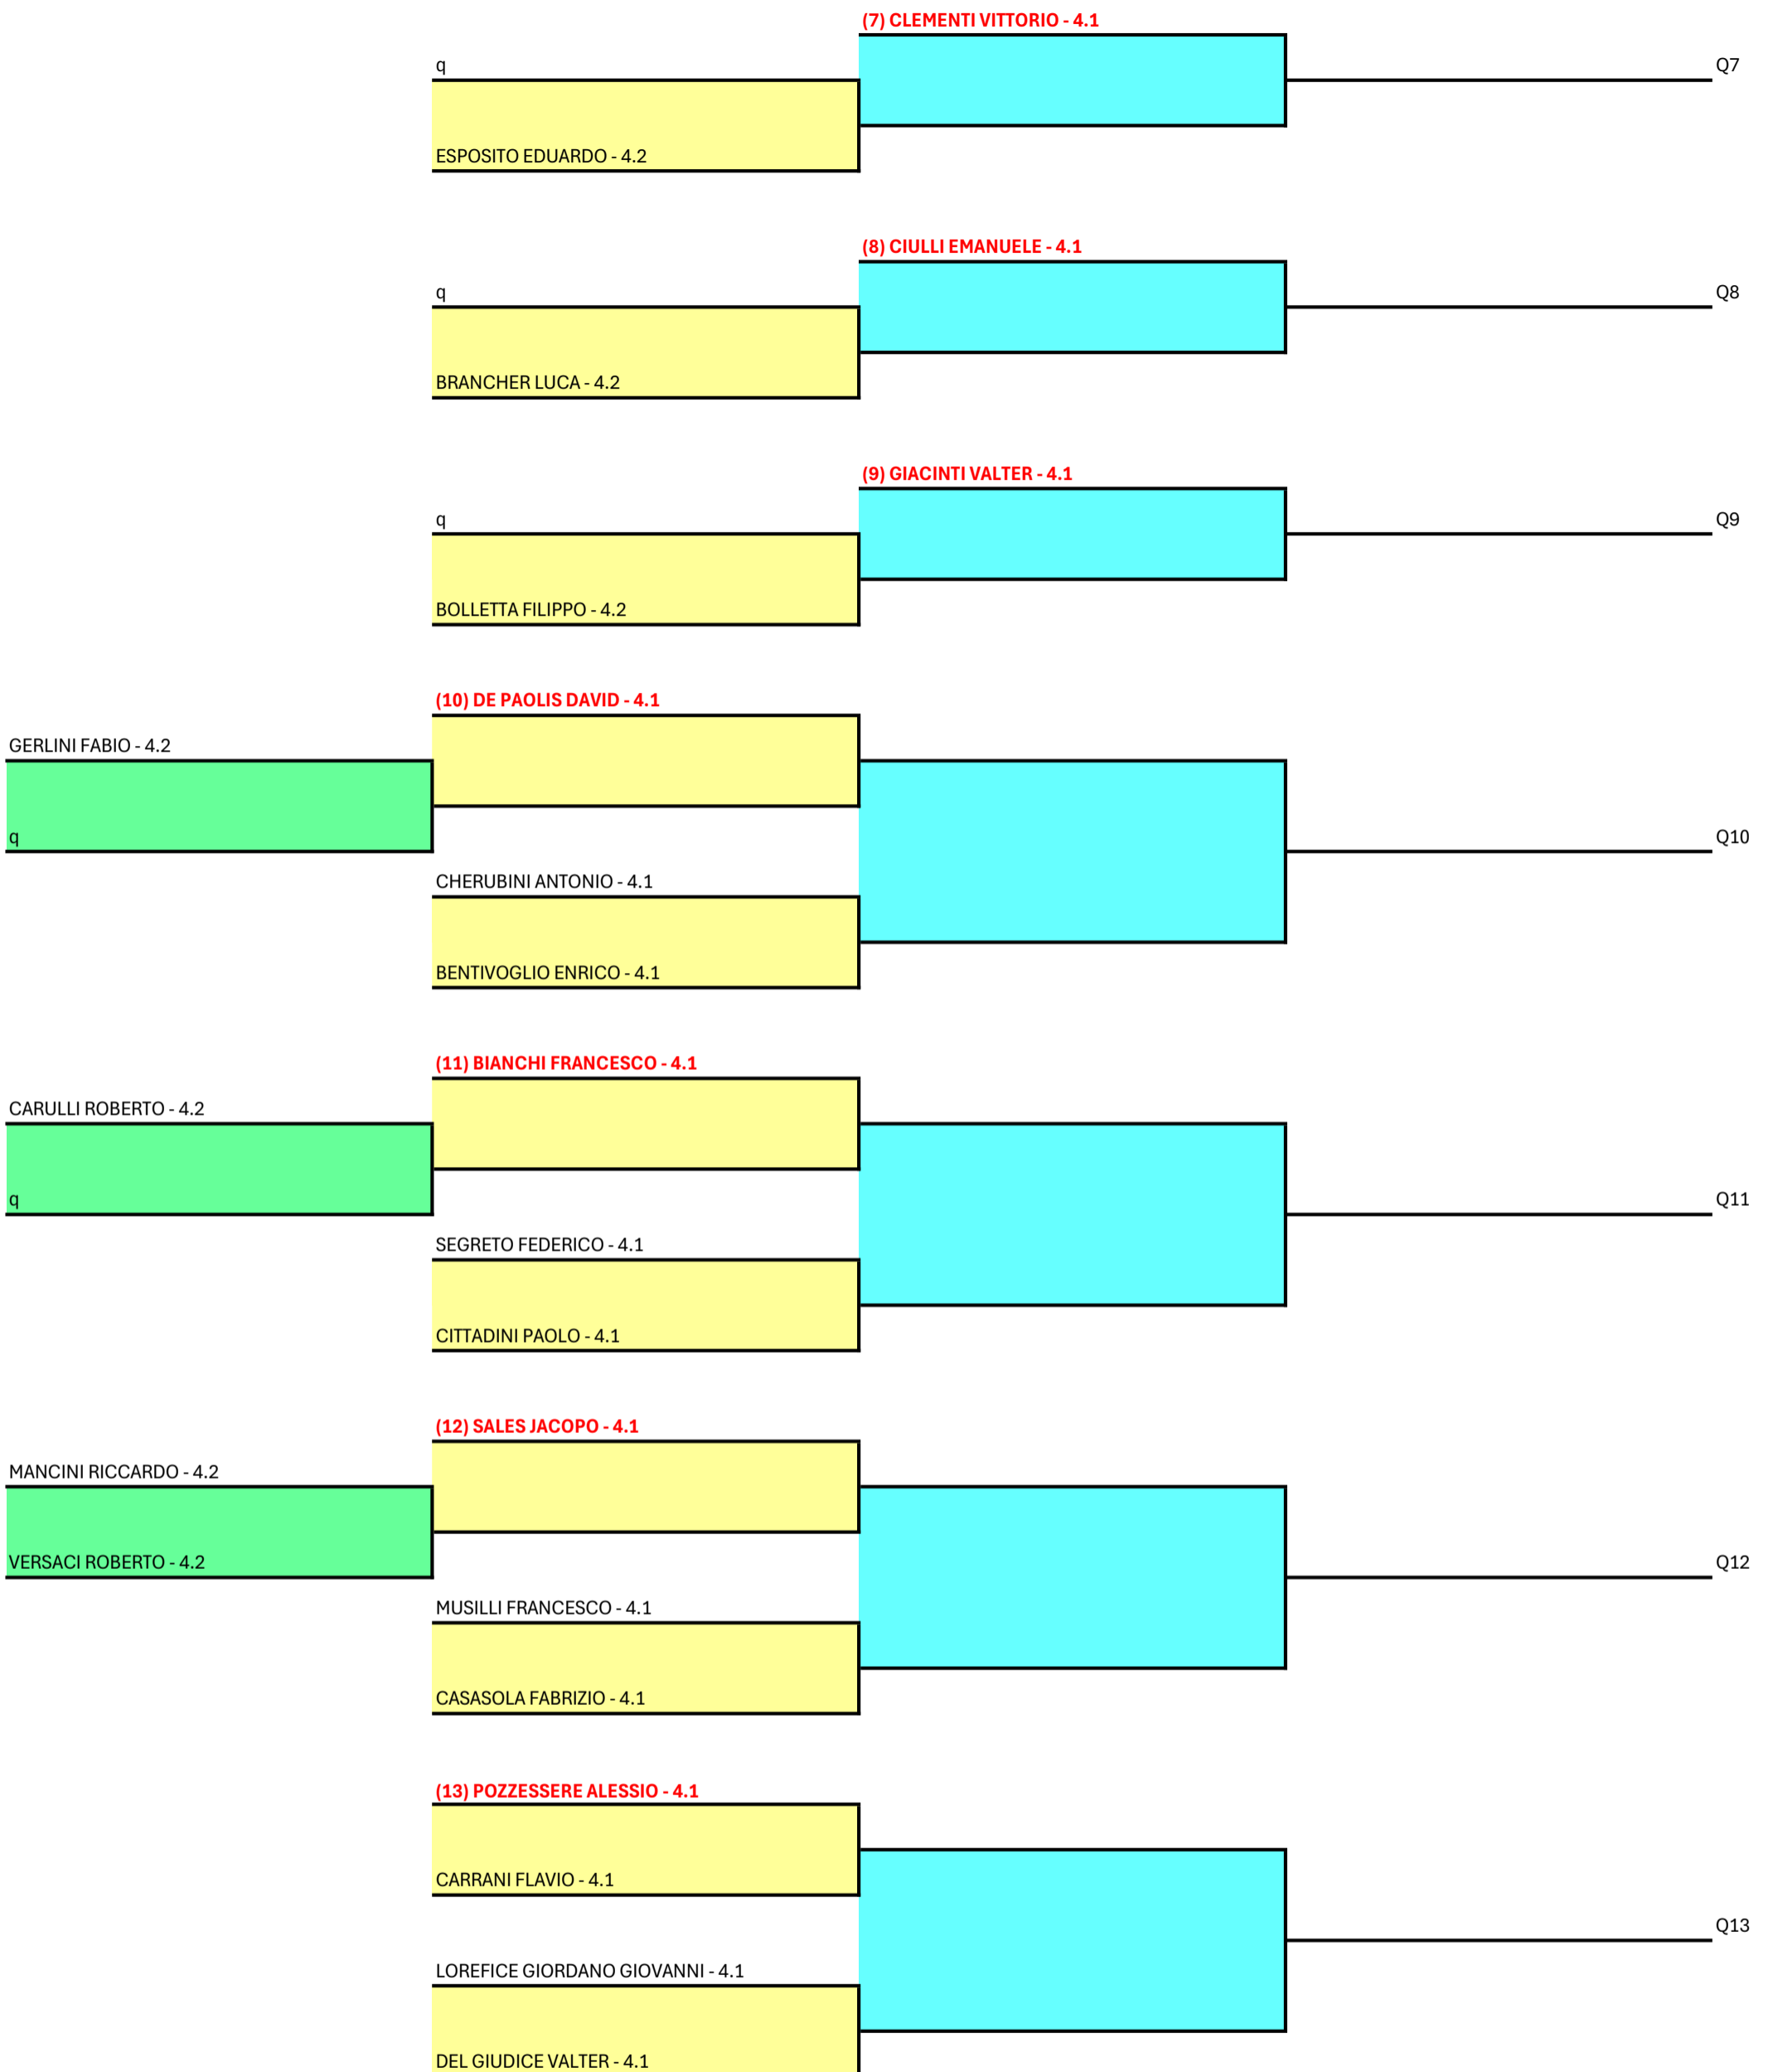 (7) CLEMENTI VITTORIO - 4.1
q
Q7
ESPOSITO EDUARDO - 4.2
(8) CIULLI EMANUELE - 4.1
q
Q8
BRANCHER LUCA - 4.2
(9) GIACINTI VALTER - 4.1
q
Q9
BOLLETTA FILIPPO - 4.2
(10) DE PAOLIS DAVID - 4.1
GERLINI FABIO - 4.2
q
Q10
CHERUBINI ANTONIO - 4.1
BENTIVOGLIO ENRICO - 4.1
(11) BIANCHI FRANCESCO - 4.1
CARULLI ROBERTO - 4.2
q
Q11
SEGRETO FEDERICO - 4.1
CITTADINI PAOLO - 4.1
(12) SALES JACOPO - 4.1
MANCINI RICCARDO - 4.2
VERSACI ROBERTO - 4.2
Q12
MUSILLI FRANCESCO - 4.1
CASASOLA FABRIZIO - 4.1
(13) POZZESSERE ALESSIO - 4.1
CARRANI FLAVIO - 4.1
Q13
LOREFICE GIORDANO GIOVANNI - 4.1
DEL GIUDICE VALTER - 4.1